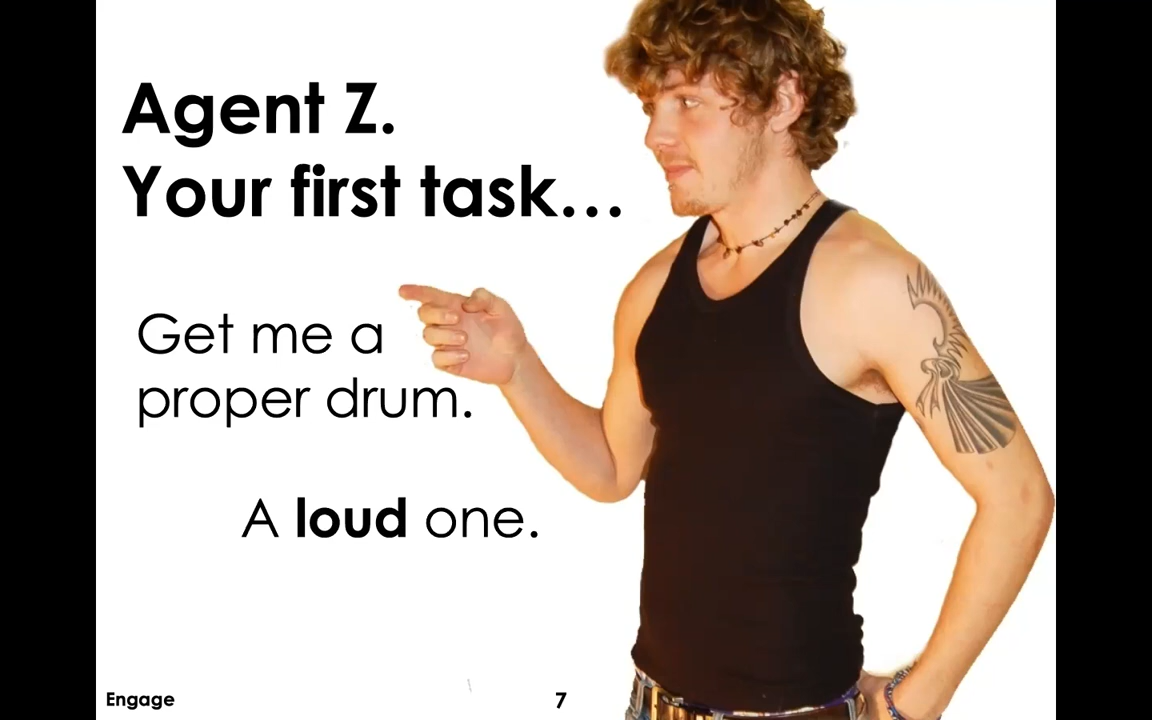 Agent Z.
Your first task...
Get me a
proper drum.
A loud one.
Engage
7